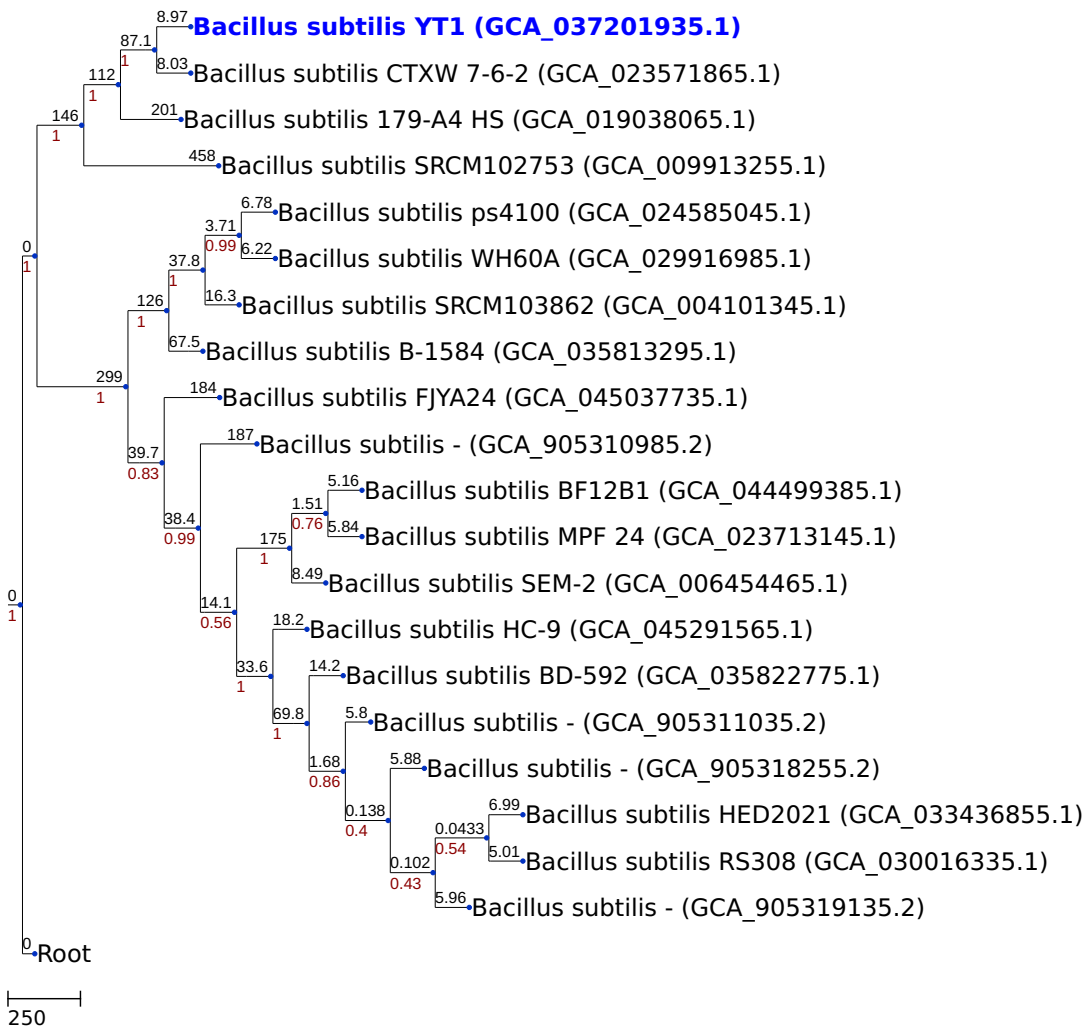 8.97
Bacillus subtilis YT1 (GCA_037201935.1)
87.1
1
8.03
Bacillus subtilis CTXW 7-6-2 (GCA_023571865.1)
112
1
201
Bacillus subtilis 179-A4 HS (GCA_019038065.1)
146
1
458
Bacillus subtilis SRCM102753 (GCA_009913255.1)
6.78
Bacillus subtilis ps4100 (GCA_024585045.1)
3.71
0.99
6.22
Bacillus subtilis WH60A (GCA_029916985.1)
0
1
37.8
1
16.3
Bacillus subtilis SRCM103862 (GCA_004101345.1)
126
1
67.5
Bacillus subtilis B-1584 (GCA_035813295.1)
299
1
184
Bacillus subtilis FJYA24 (GCA_045037735.1)
39.7
0.83
187
Bacillus subtilis - (GCA_905310985.2)
5.16
Bacillus subtilis BF12B1 (GCA_044499385.1)
1.51
0.76
38.4
0.99
5.84
Bacillus subtilis MPF 24 (GCA_023713145.1)
175
1
8.49
Bacillus subtilis SEM-2 (GCA_006454465.1)
0
1
14.1
0.56
18.2
Bacillus subtilis HC-9 (GCA_045291565.1)
33.6
1
14.2
Bacillus subtilis BD-592 (GCA_035822775.1)
69.8
1
5.8
Bacillus subtilis - (GCA_905311035.2)
1.68
0.86
5.88
Bacillus subtilis - (GCA_905318255.2)
0.138
0.4
6.99
Bacillus subtilis HED2021 (GCA_033436855.1)
0.0433
0.54
5.01
Bacillus subtilis RS308 (GCA_030016335.1)
0.102
0.43
5.96
Bacillus subtilis - (GCA_905319135.2)
0
Root
250